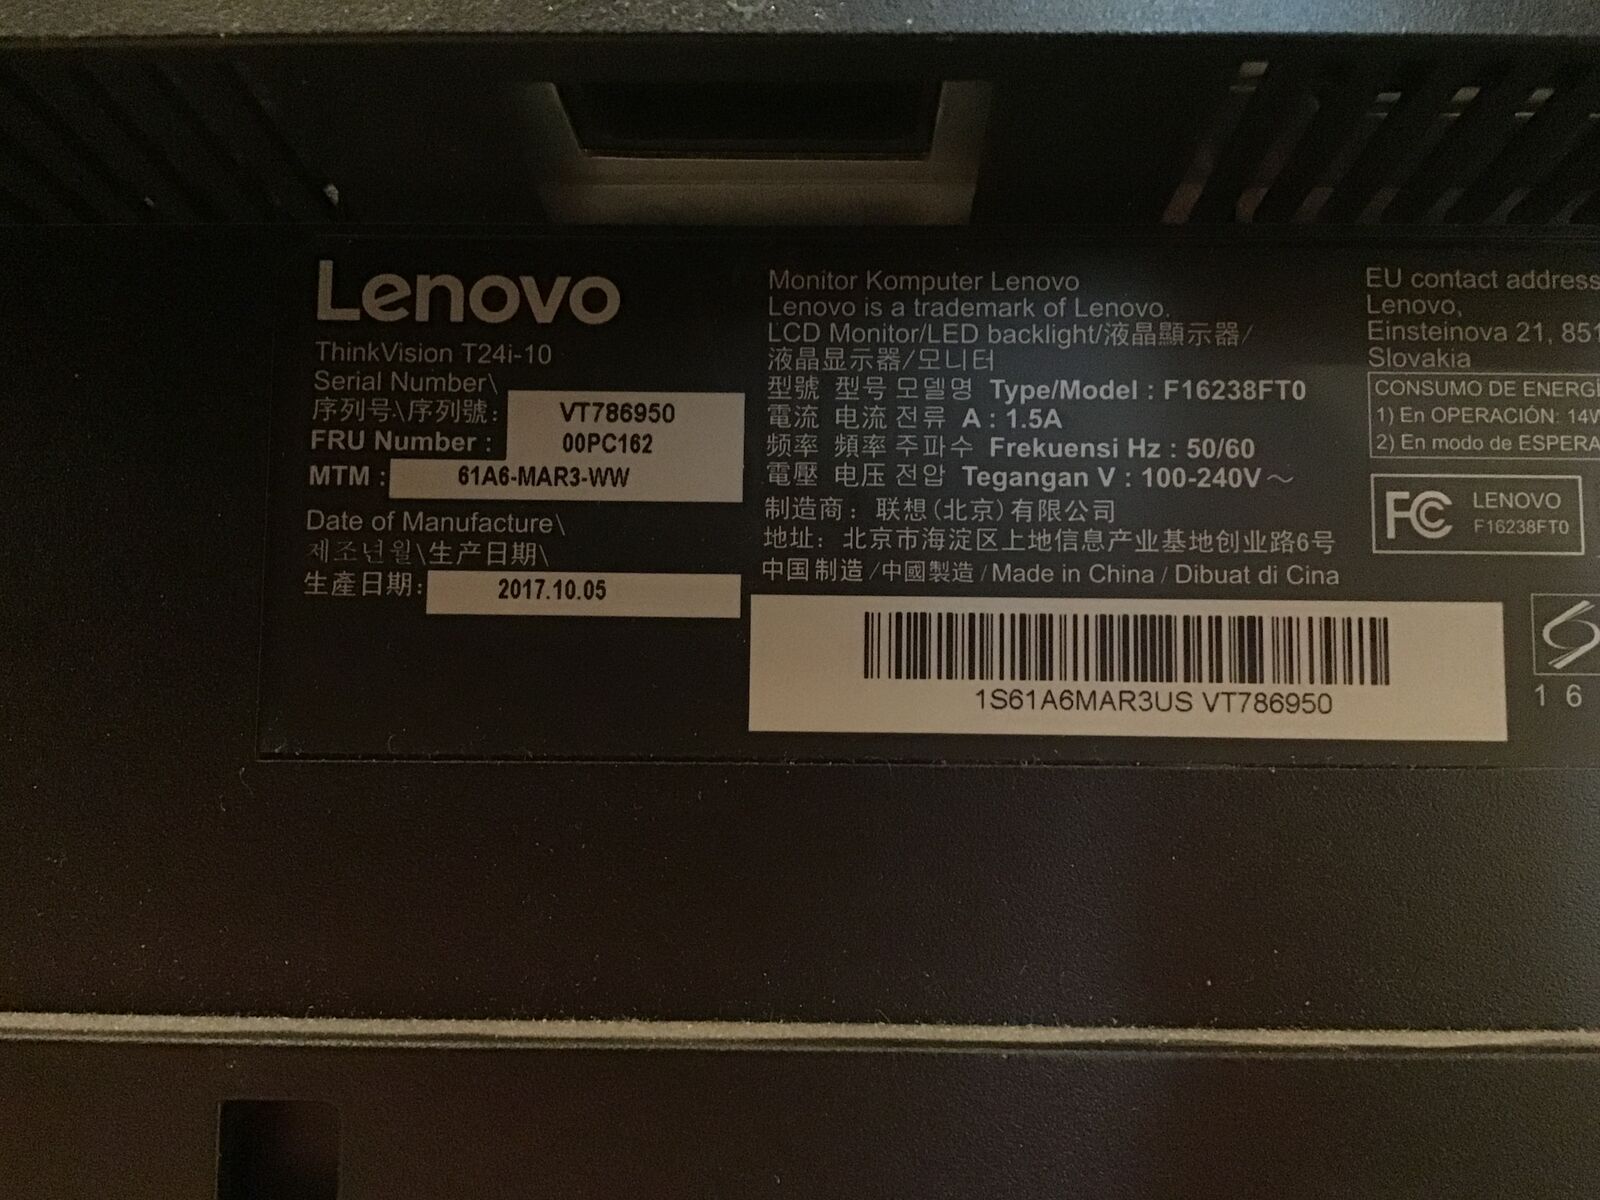 Lenovo
ThinkVision T24i-10
Serial Number\
序列号\序列號: VT786950
FRU Number : 00PC162
MTM : 61A6-MAR3-WW
Date of Manufacture\
제조년월\生产日期\
生產日期: 2017.10.05
Monitor Komputer Lenovo
Lenovo is a trademark of Lenovo.
LCD Monitor/LED backlight/液晶顯示器/
液晶显示器/모니터
型號 型号 모델명 Type/Model : F16238FT0
電流 电流 전류 A : 1.5A
频率 頻率 주파수 Frekuensi Hz : 50/60
電壓 电压 전압 Tegangan V : 100-240V~
制造商: 联想(北京)有限公司
地址: 北京市海淀区上地信息产业基地创业路6号
中国制造/中國製造/Made in China/Dibuat di Cina
1S61A6MAR3US VT786950
EU contact address
Lenovo,
Einsteinova 21, 851
Slovakia
CONSUMO DE ENERGÍ
1) En OPERACIÓN: 14W
2) En modo de ESPERA
FC LENOVO
F16238FT0
1 6